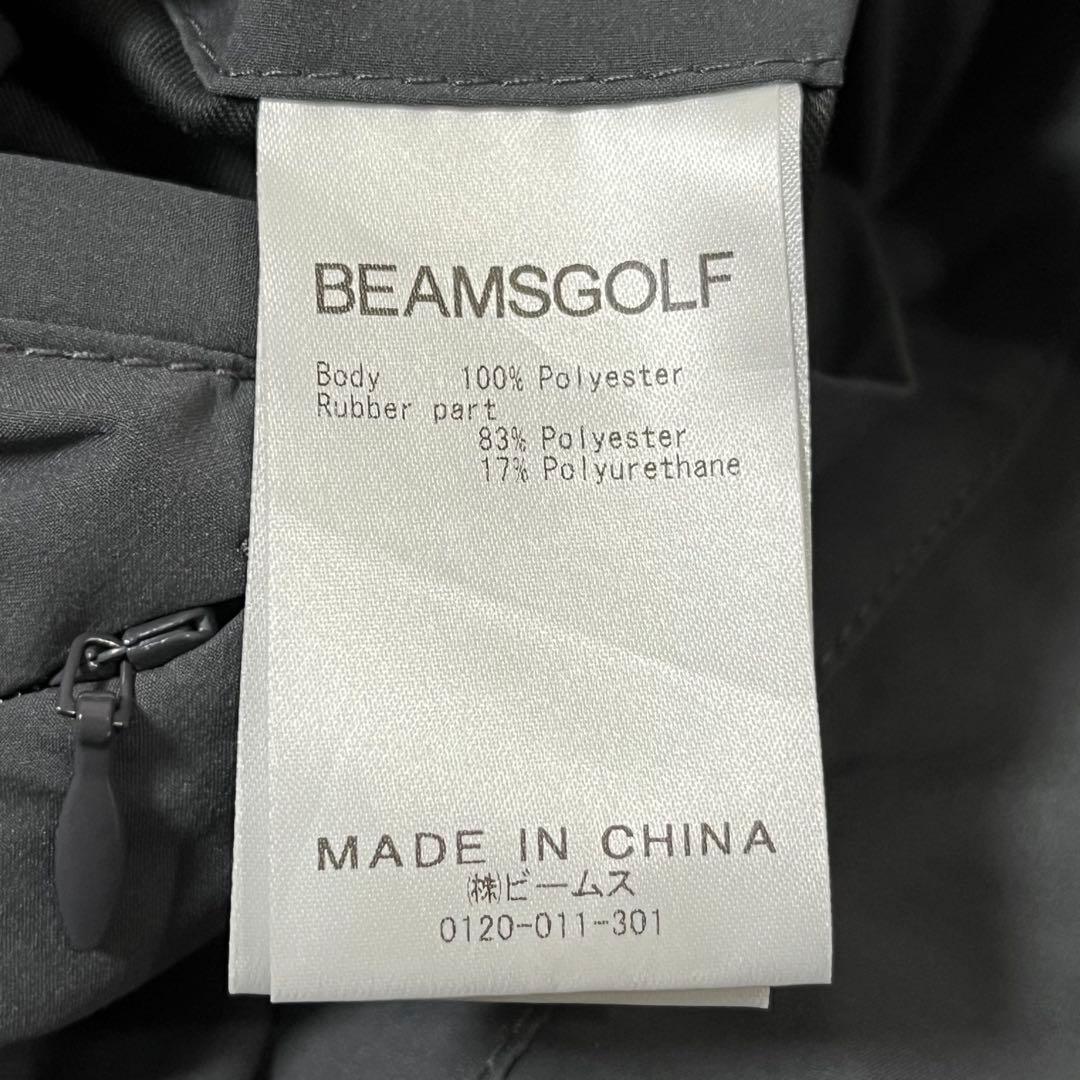 BEAMSGOLF
Body 100% Polyester
Rubber part
83% Polyester
17% Polyurethane
MADE IN CHINA
㈱ビームス
0120-011-301